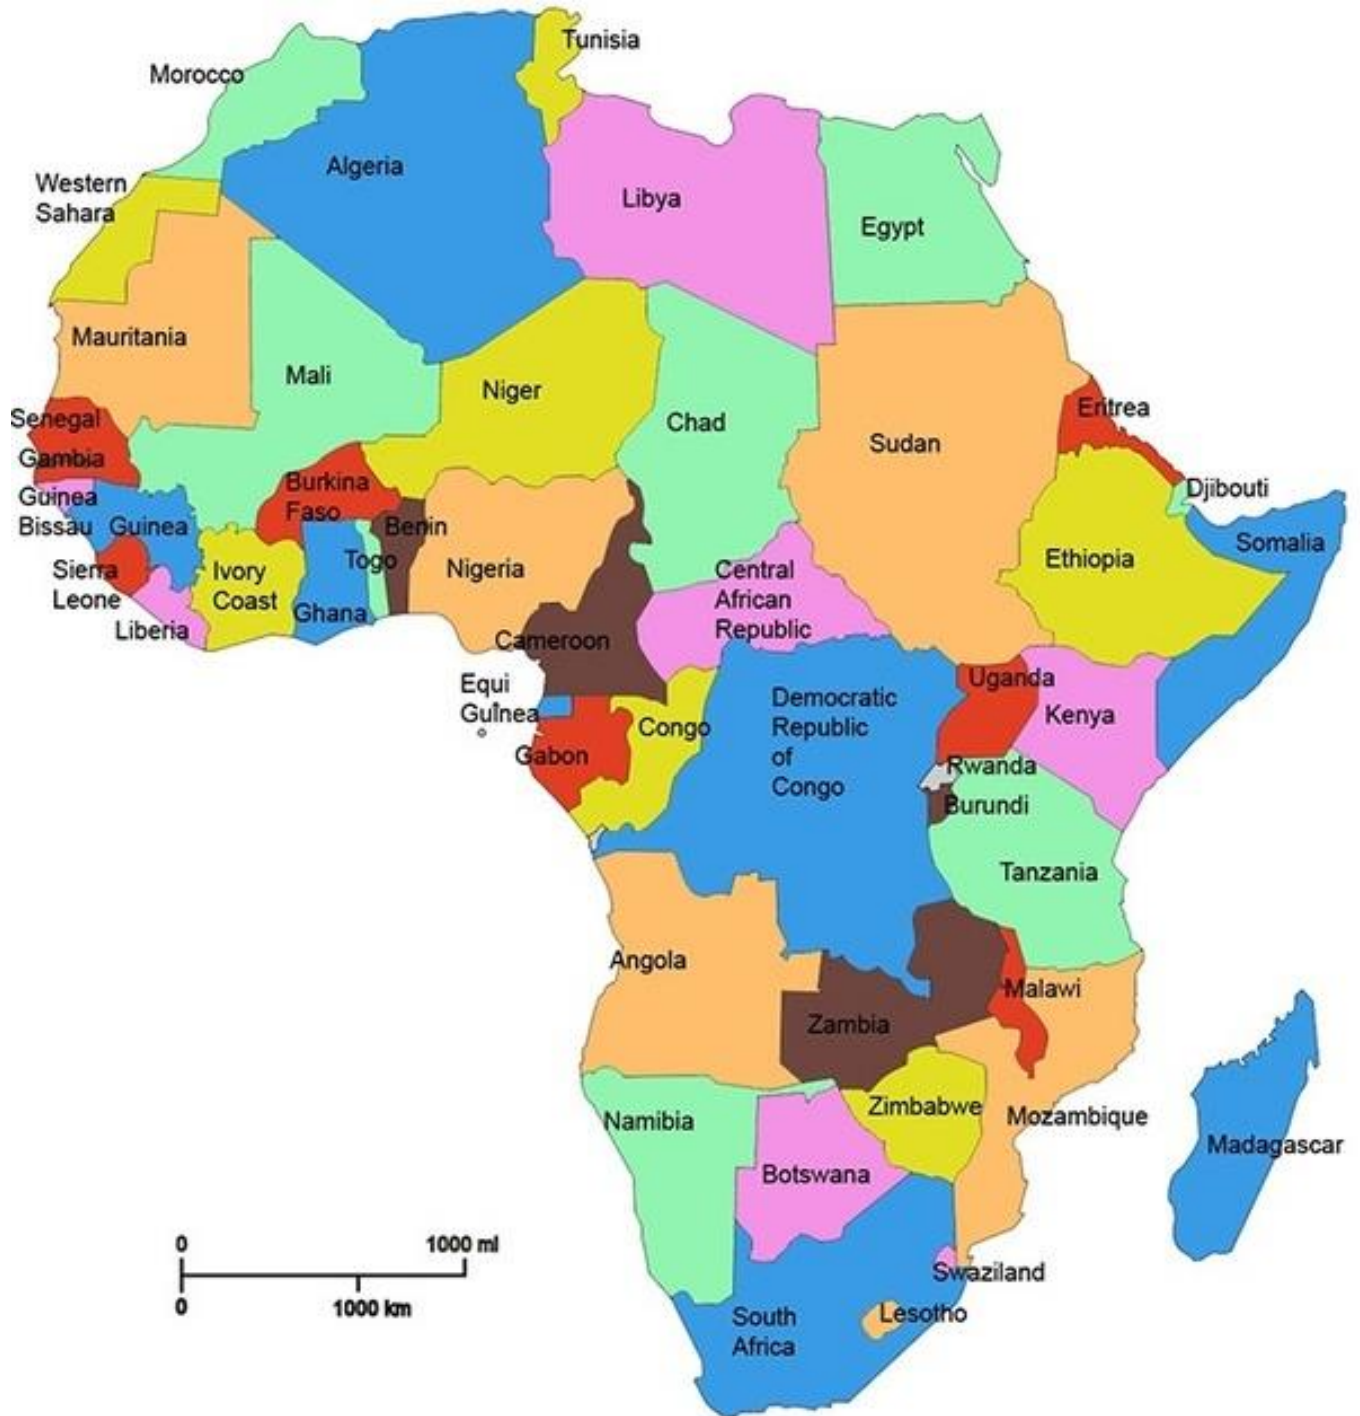 Tunisia
Morocco
Algeria
Western
Sahara
Libya
Egypt
Mauritania
Mali
Niger
Chad
Sudan
Eritrea
Senegal
Gambia
Guinea
Bissau
Guinea
Burkina
Faso
Benin
Djibouti
Somalia
Sierra
Leone
Ivory
Coast
Togo
Ghana
Nigeria
Central
African
Republic
Ethiopia
Liberia
Cameroon
Equi
Guinea
Uganda
Democratic
Republic
of
Congo
Congo
Kenya
Gabon
Rwanda
Burundi
Tanzania
Angola
Malawi
Zambia
Zimbabwe
Mozambique
Namibia
Madagascar
Botswana
0
1000 mi
0
1000 km
Swaziland
Lesotho
South
Africa